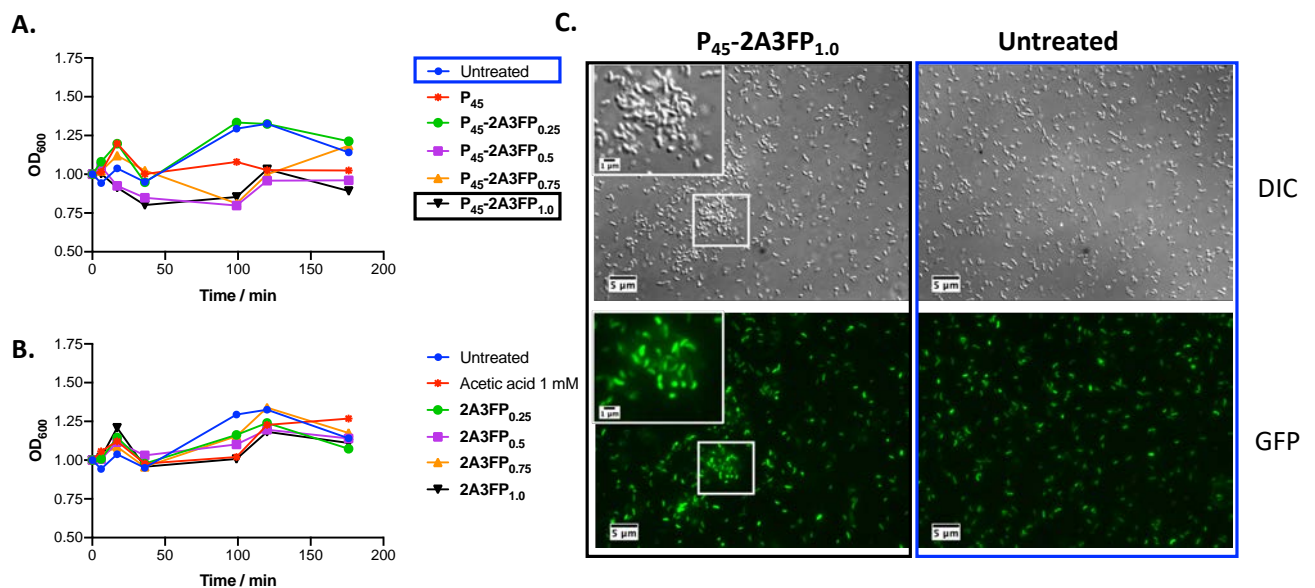 A.
1.75
1.50
1.25
1.00
0.75
0.50
OD600
0 50 100 150 200
Time / min
Untreated
P45
P45-2A3FP0.25
P45-2A3FP0.5
P45-2A3FP0.75
P45-2A3FP1.0
B.
1.75
1.50
1.25
1.00
0.75
0.50
OD600
0 50 100 150 200
Time / min
Untreated
Acetic acid 1 mM
2A3FP0.25
2A3FP0.5
2A3FP0.75
2A3FP1.0
C.
P45-2A3FP1.0 Untreated
1 µm
5 µm
5 µm
DIC
1 µm
5 µm
5 µm
GFP